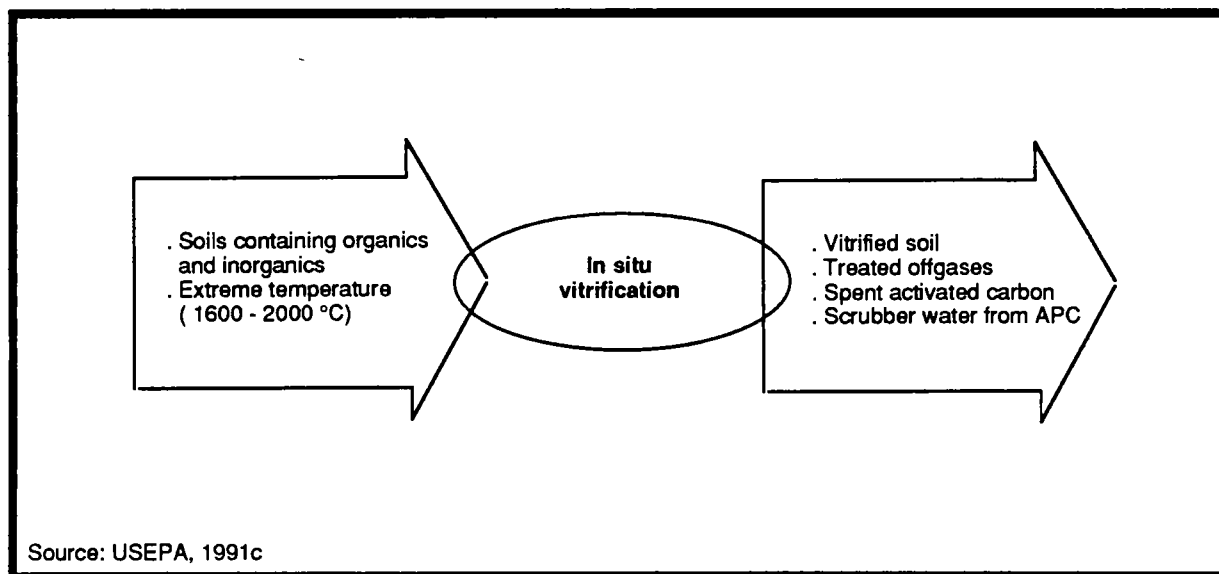 . Soils containing organics
and inorganics
. Extreme temperature
( 1600 - 2000 °C)
In situ
vitrification
. Vitrified soil
. Treated offgases
. Spent activated carbon
. Scrubber water from APC
Source: USEPA, 1991c